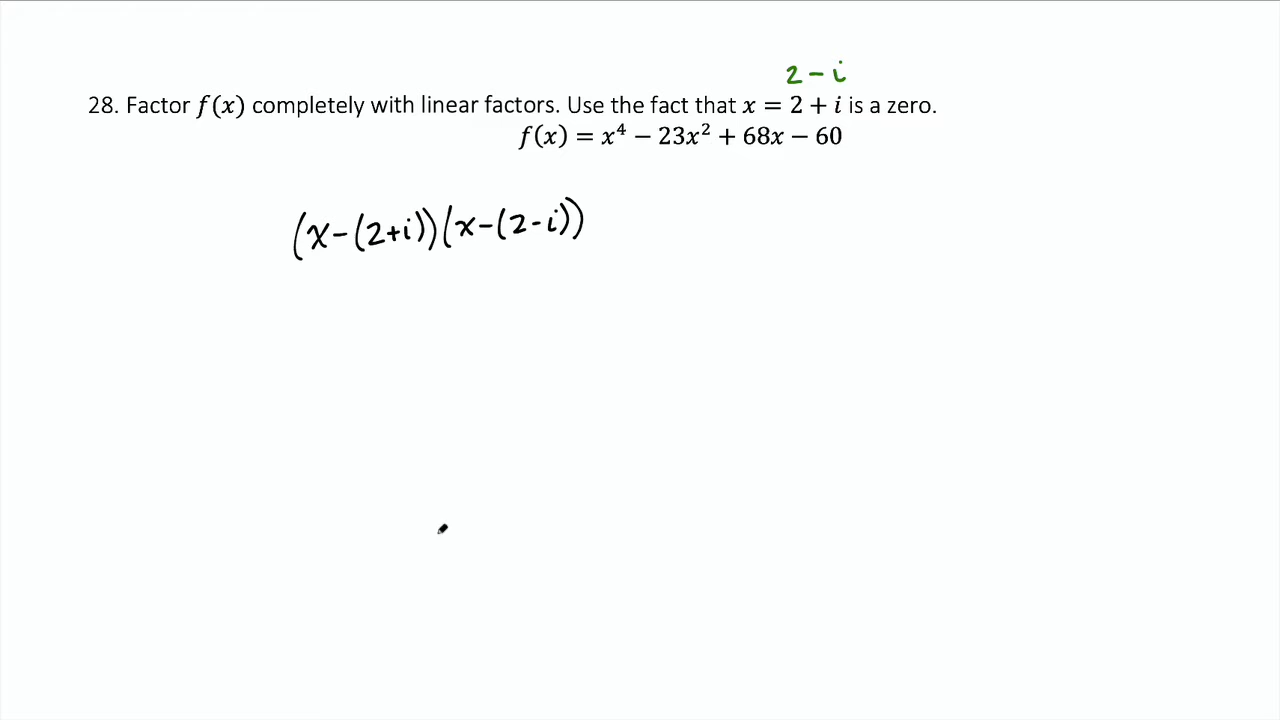 2 - i
28. Factor f(x) completely with linear factors. Use the fact that x = 2 + i is a zero.
f(x) = x⁴ − 23x² + 68x − 60
(x-(2+i))(x-(2-i))